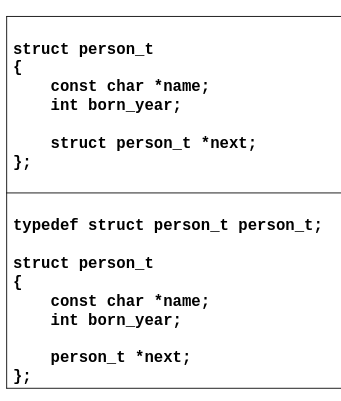 struct person_t
{
    const char *name;
    int born_year;

    struct person_t *next;
};

typedef struct person_t person_t;

struct person_t
{
    const char *name;
    int born_year;

    person_t *next;
};